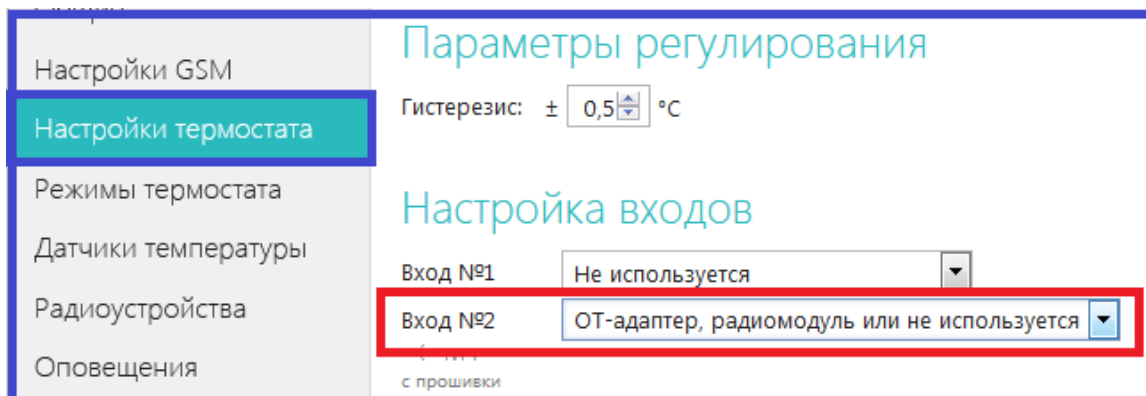 Настройки GSM
Настройки термостата
Режимы термостата
Датчики температуры
Радиоустройства
Оповещения
Параметры регулирования
Гистерезис: ± 0,5 °C
Настройка входов
Вход №1 Не используется
Вход №2 ОТ-адаптер, радиомодуль или не используется
с прошивки